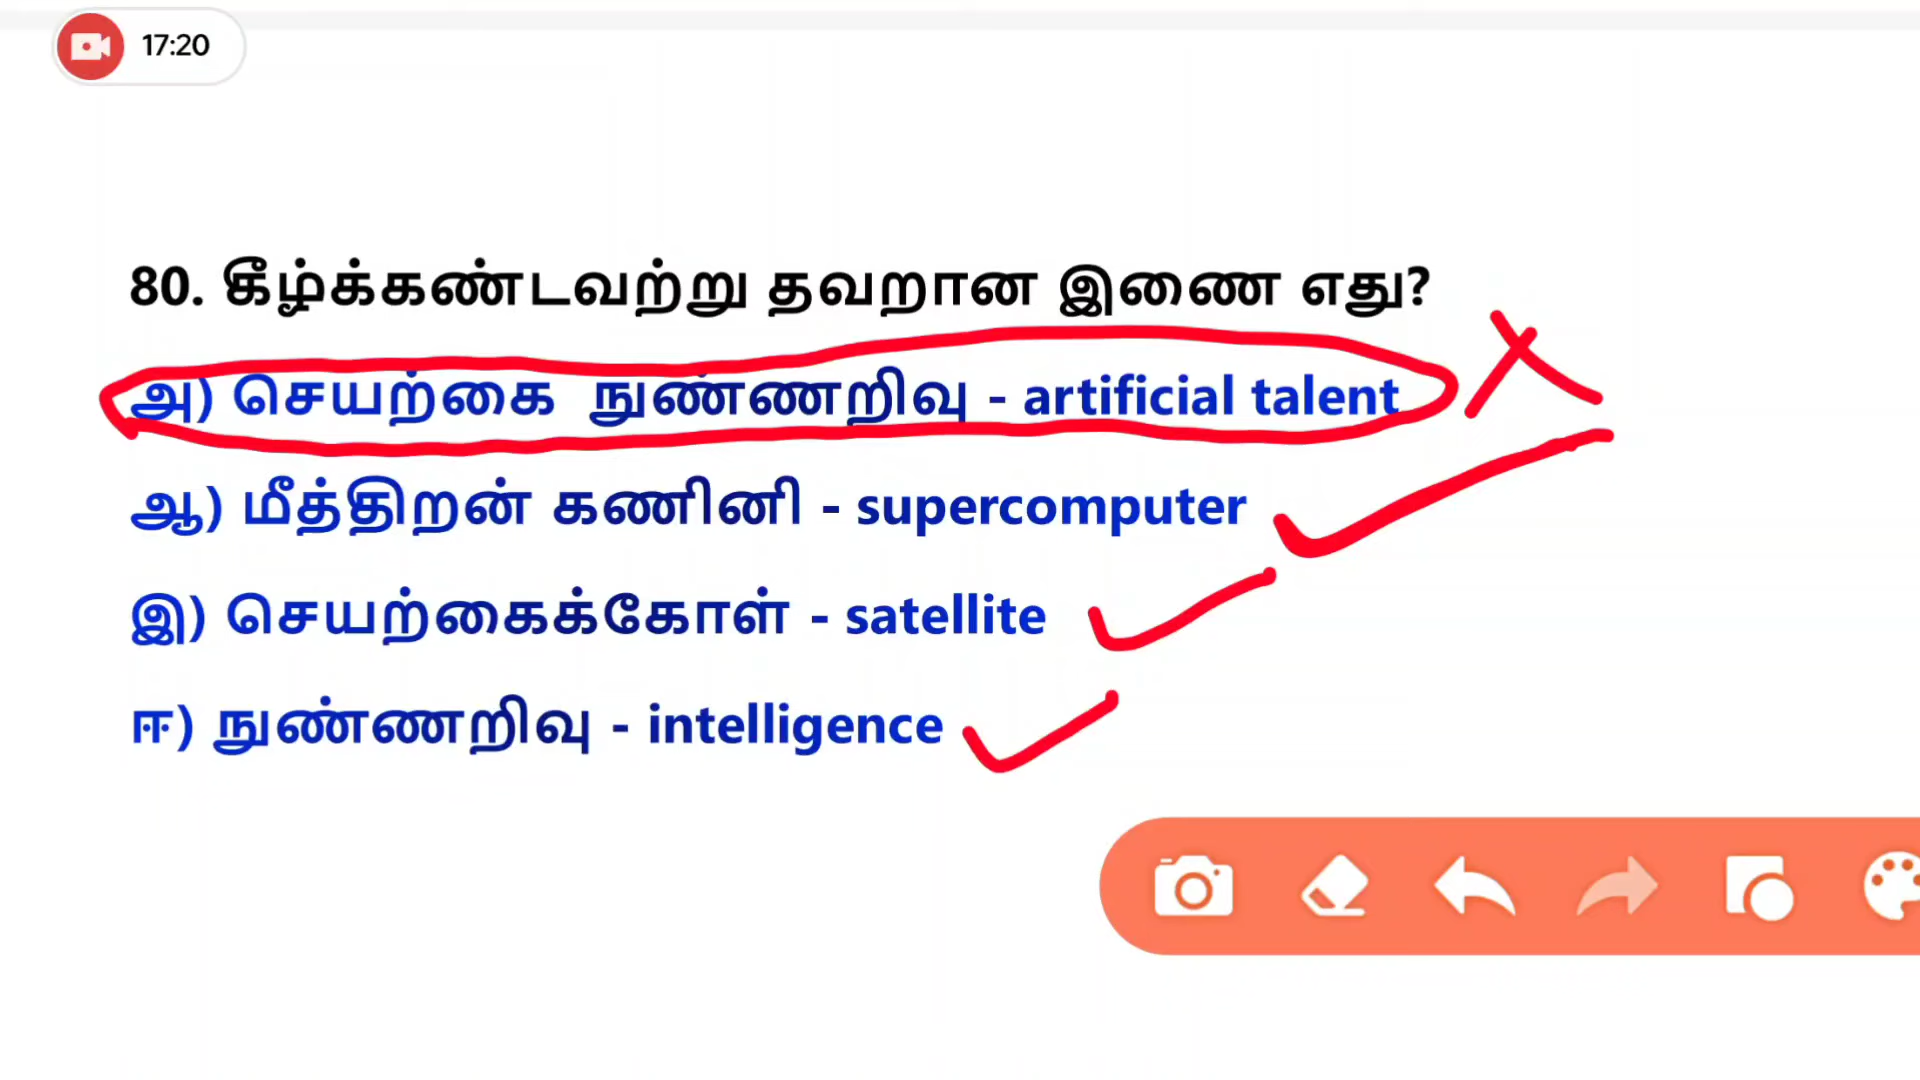 17:20
80. கீழ்க்கண்டவற்று தவறான இணை எது?
அ) செயற்கை நுண்ணறிவு - artificial talent
ஆ) மீத்திறன் கணினி - supercomputer
இ) செயற்கைக்கோள் - satellite
ஈ) நுண்ணறிவு - intelligence